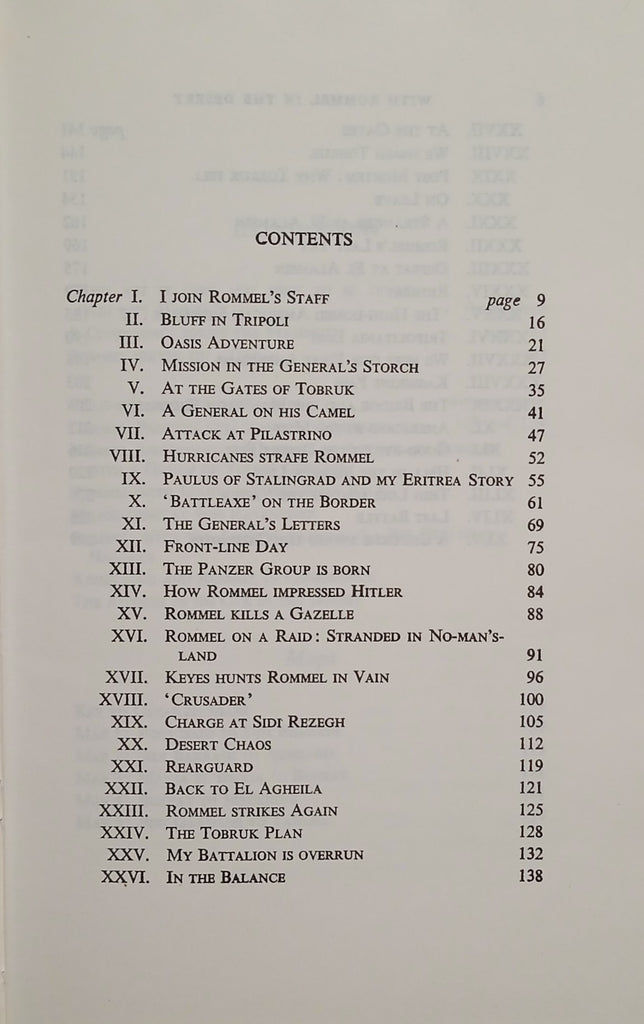 CONTENTS
Chapter I. I JOIN ROMMEL'S STAFF page 9
II. BLUFF IN TRIPOLI 16
III. OASIS ADVENTURE 21
IV. MISSION IN THE GENERAL'S STORCH 27
V. AT THE GATES OF TOBRUK 35
VI. A GENERAL ON HIS CAMEL 41
VII. ATTACK AT PILASTRINO 47
VIII. HURRICANES STRAFE ROMMEL 52
IX. PAULUS OF STALINGRAD AND MY ERITREA STORY 55
X. 'BATTLEAXE' ON THE BORDER 61
XI. THE GENERAL'S LETTERS 69
XII. FRONT-LINE DAY 75
XIII. THE PANZER GROUP IS BORN 80
XIV. HOW ROMMEL IMPRESSED HITLER 84
XV. ROMMEL KILLS A GAZELLE 88
XVI. ROMMEL ON A RAID: STRANDED IN NO-MAN'S-
LAND 91
XVII. KEYES HUNTS ROMMEL IN VAIN 96
XVIII. 'CRUSADER' 100
XIX. CHARGE AT SIDI REZEGH 105
XX. DESERT CHAOS 112
XXI. REARGUARD 119
XXII. BACK TO EL AGHEILA 121
XXIII. ROMMEL STRIKES AGAIN 125
XXIV. THE TOBRUK PLAN 128
XXV. MY BATTALION IS OVERRUN 132
XXVI. IN THE BALANCE 138